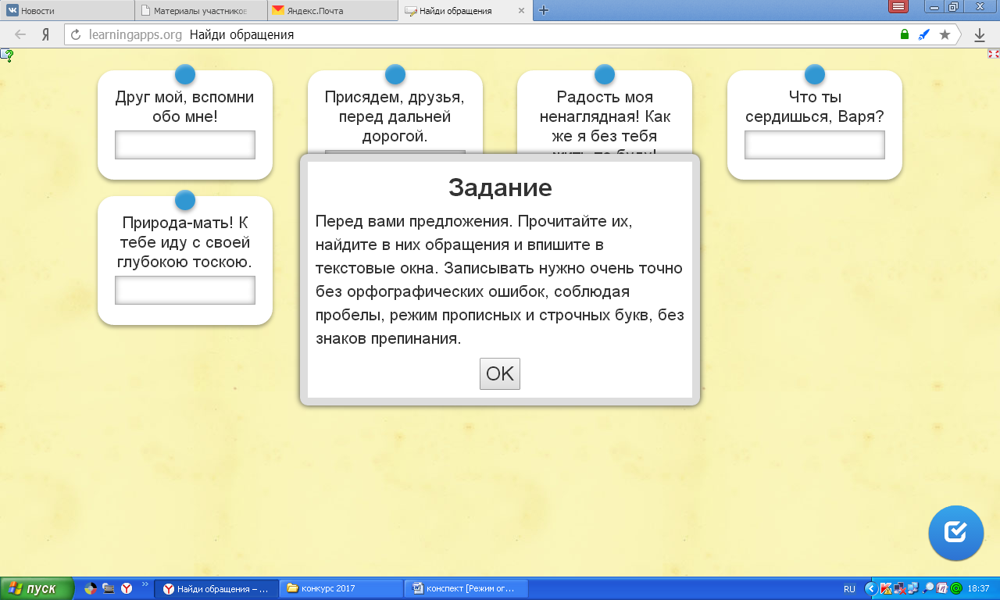 Новости
Материалы участников
Яндекс.Почта
Найди обращения
Я
learningapps.org Найди обращения
Друг мой, вспомни
обо мне!
Присядем, друзья,
перед дальней
дорогой.
Радость моя
ненаглядная! Как
же я без тебя
жить-то буду!
Что ты
сердишься, Варя?
Природа-мать! К
тебе иду с своей
глубокою тоскою.
Задание
Перед вами предложения. Прочитайте их,
найдите в них обращения и впишите в
текстовые окна. Записывать нужно очень точно
без орфографических ошибок, соблюдая
пробелы, режим прописных и строчных букв, без
знаков препинания.
OK
пуск
Найди обращения – ...
конкурс 2017
конспект [Режим ог...
RU
18:37